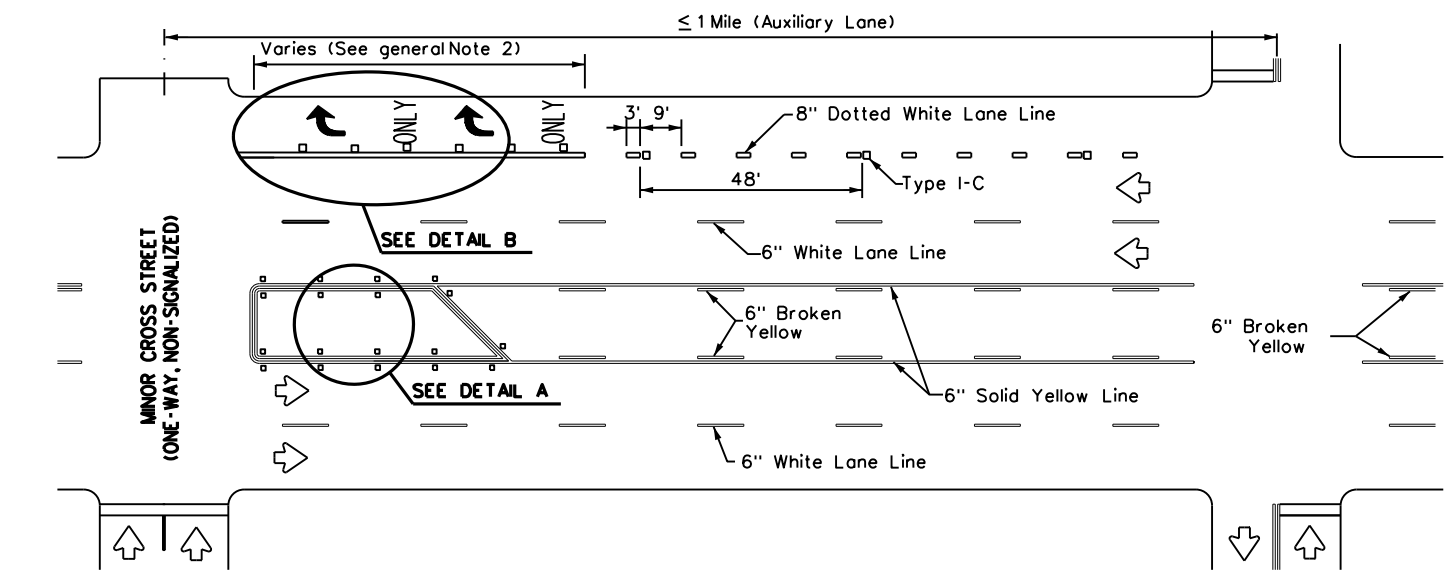 ≤ 1 Mile (Auxiliary Lane)
Varies (See general Note 2)
ONLY
ONLY
3' 9'
8" Dotted White Lane Line
48'
Type I-C
SEE DETAIL B
6" White Lane Line
MINOR CROSS STREET
(ONE-WAY, NON-SIGNALIZED)
6" Broken
Yellow
6" Broken
Yellow
SEE DETAIL A
6" Solid Yellow Line
6" White Lane Line